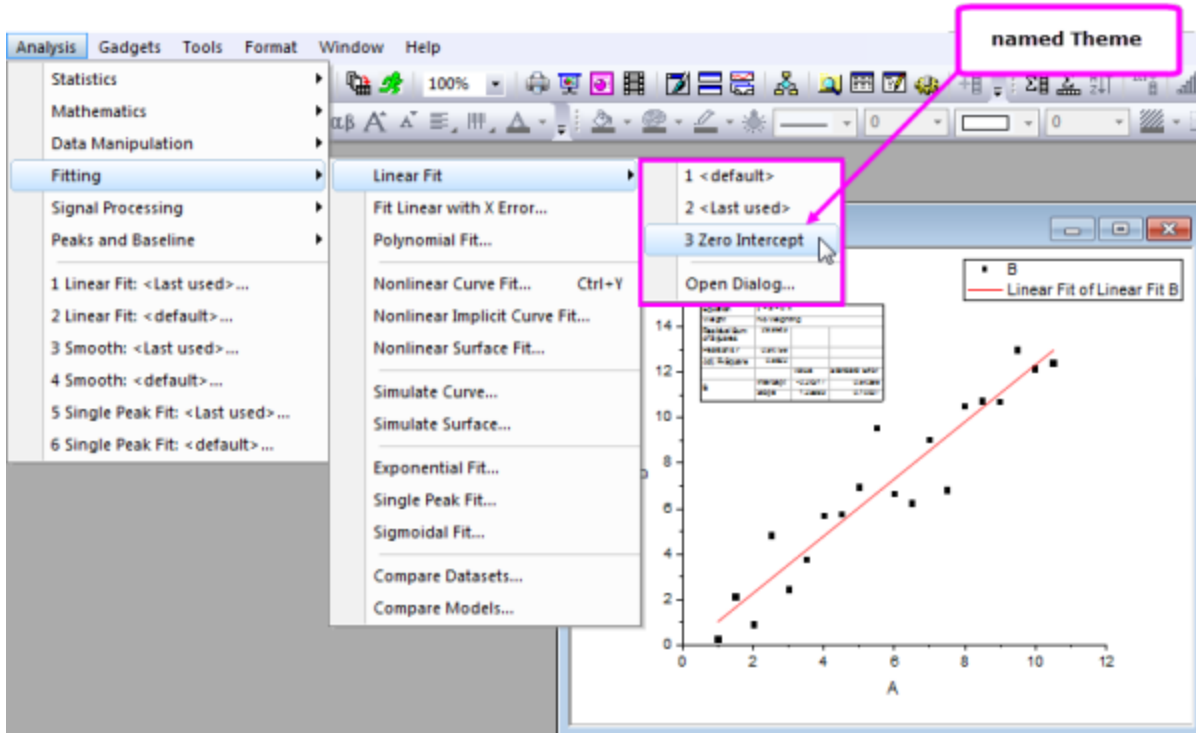 named Theme
Analysis Gadgets Tools Format Window Help
100%
αβ A A A 0 0
Statistics
Mathematics
Data Manipulation
Fitting
Signal Processing
Peaks and Baseline
1 Linear Fit: <Last used>...
2 Linear Fit: <default>...
3 Smooth: <Last used>...
4 Smooth: <default>...
5 Single Peak Fit: <Last used>...
6 Single Peak Fit: <default>...
Linear Fit
Fit Linear with X Error...
Polynomial Fit...
Nonlinear Curve Fit... Ctrl+Y
Nonlinear Implicit Curve Fit...
Nonlinear Surface Fit...
Simulate Curve...
Simulate Surface...
Exponential Fit...
Single Peak Fit...
Sigmoidal Fit...
Compare Datasets...
Compare Models...
1 <default>
2 <Last used>
3 Zero Intercept
Open Dialog...
B
Linear Fit of Linear Fit B
14
12
10
8
6
4
2
0
0 2 4 6 8 10 12
A